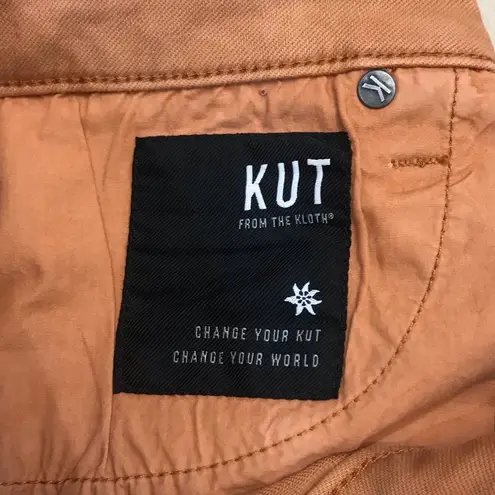 K
KUT
FROM THE KLOTH®
CHANGE YOUR KUT
CHANGE YOUR WORLD